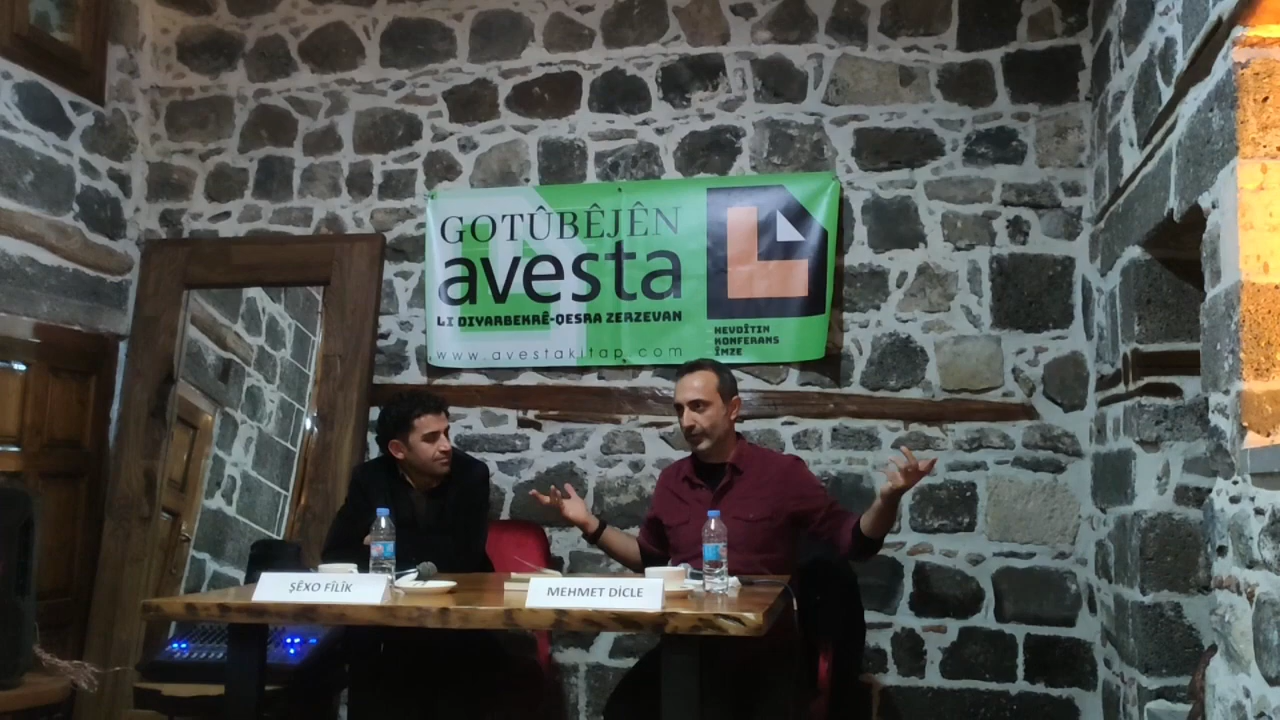 GOTÛBÊJÊN
avesta
LI DIYARBEKRÊ-QESRA ZERZEVAN
www.avestakitap.com
HEVDÎTIN
KONFERANS
ÎMZE
ŞÊXO FÎLÎK
MEHMET DİCLE